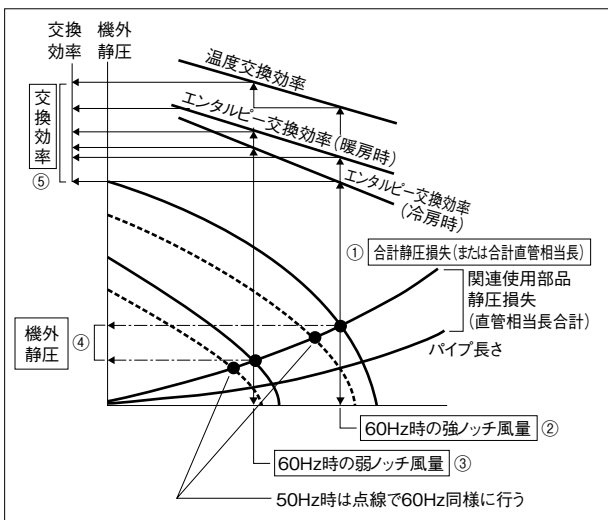 交換
効率
機外
静圧
温度交換効率
エンタルピー交換効率(暖房時)
エンタルピー交換効率
(冷房時)
交換効率
⑤
① 合計静圧損失(または合計直管相当長)
関連使用部品
静圧損失
(直管相当長合計)
パイプ長さ
機外
静圧
④
60Hz時の強ノッチ風量 ②
60Hz時の弱ノッチ風量 ③
50Hz時は点線で60Hz同様に行う